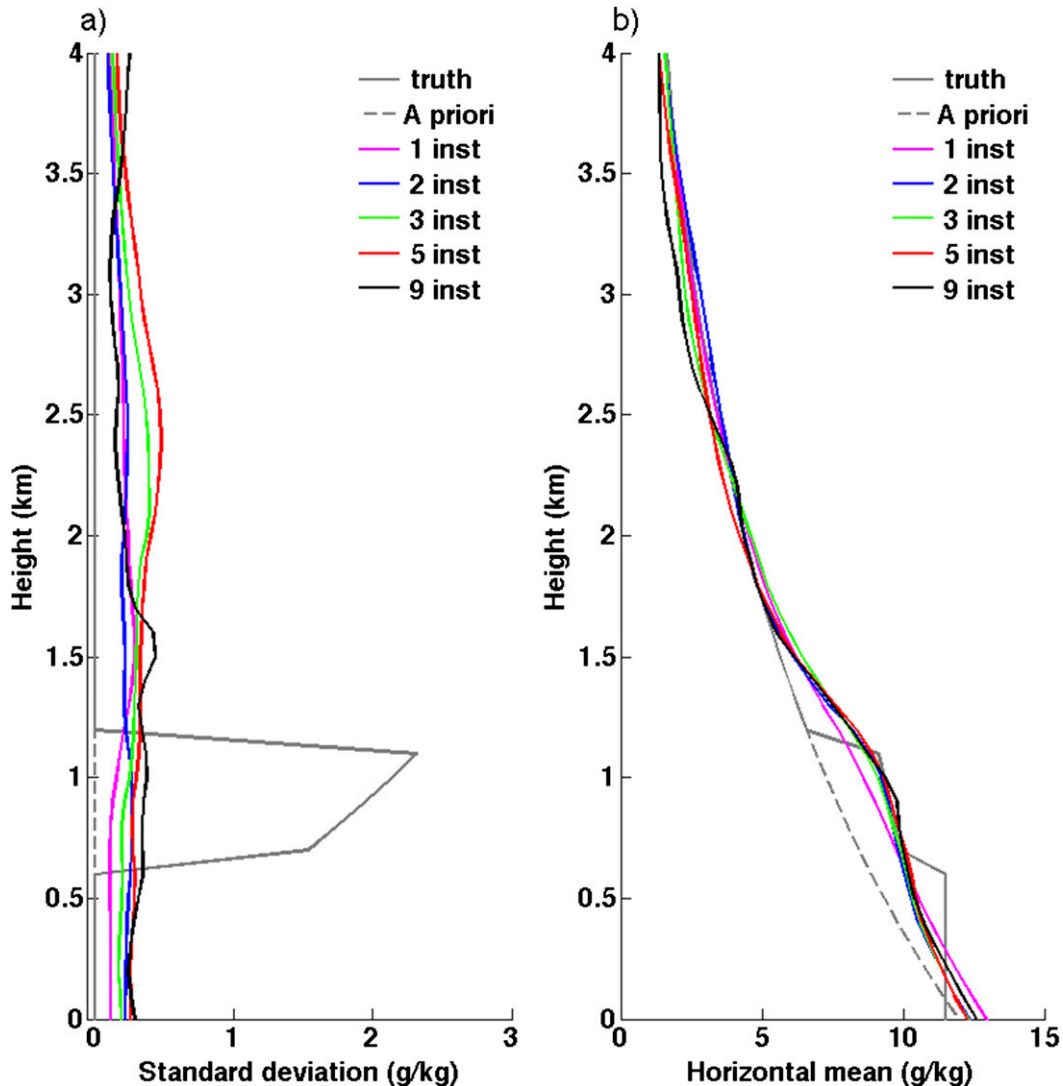 a)
4
3.5
3
2.5
2
1.5
1
0.5
0
Height (km)
truth
A priori
1 inst
2 inst
3 inst
5 inst
9 inst
0
1
2
3
Standard deviation (g/kg)
b)
4
3.5
3
2.5
2
1.5
1
0.5
0
Height (km)
truth
A priori
1 inst
2 inst
3 inst
5 inst
9 inst
0
5
10
15
Horizontal mean (g/kg)